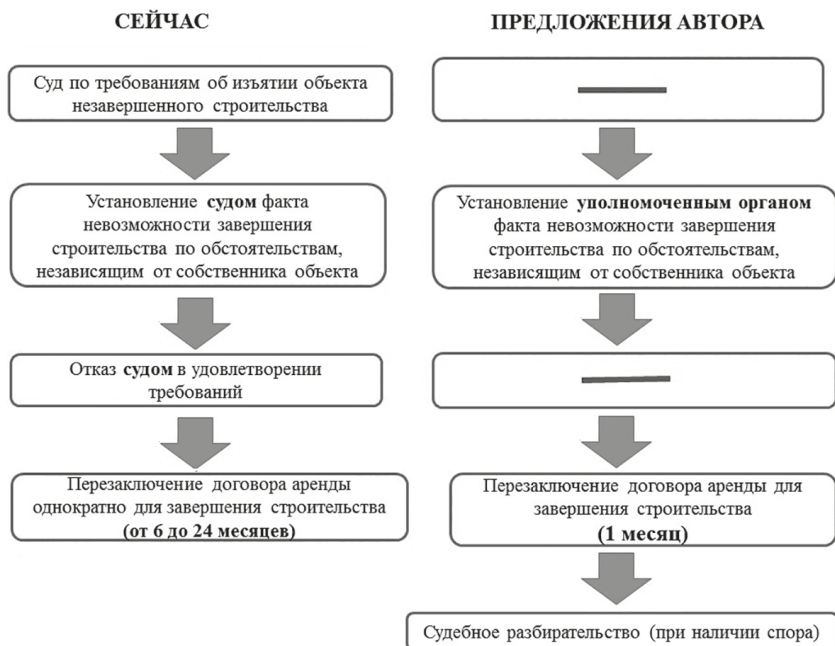 СЕЙЧАС
Суд по требованиям об изъятии объекта
незавершенного строительства
Установление судом факта
невозможности завершения
строительства по обстоятельствам,
независящим от собственника объекта
Отказ судом в удовлетворении
требований
Перезаключение договора аренды
однократно для завершения строительства
(от 6 до 24 месяцев)
ПРЕДЛОЖЕНИЯ АВТОРА
Установление уполномоченным органом
факта невозможности завершения
строительства по обстоятельствам,
независящим от собственника объекта
Перезаключение договора аренды для
завершения строительства
(1 месяц)
Судебное разбирательство (при наличии спора)